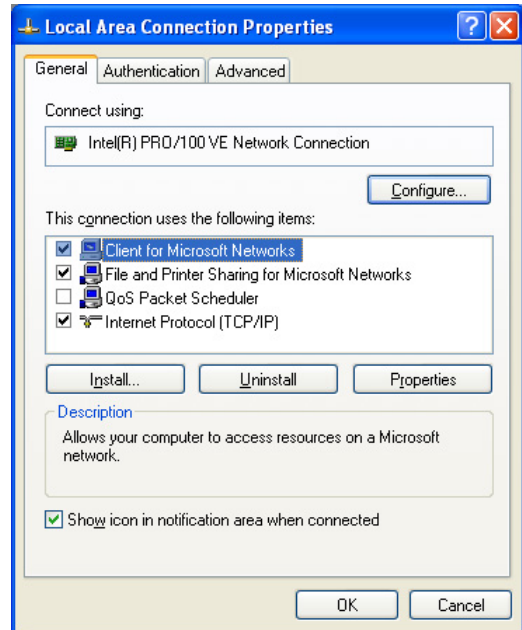 Local Area Connection Properties
General Authentication Advanced
Connect using:
Intel(R) PRO/100 VE Network Connection
Configure...
This connection uses the following items:
Client for Microsoft Networks
File and Printer Sharing for Microsoft Networks
QoS Packet Scheduler
Internet Protocol (TCP/IP)
Install... Uninstall Properties
Description
Allows your computer to access resources on a Microsoft
network.
Show icon in notification area when connected
OK Cancel